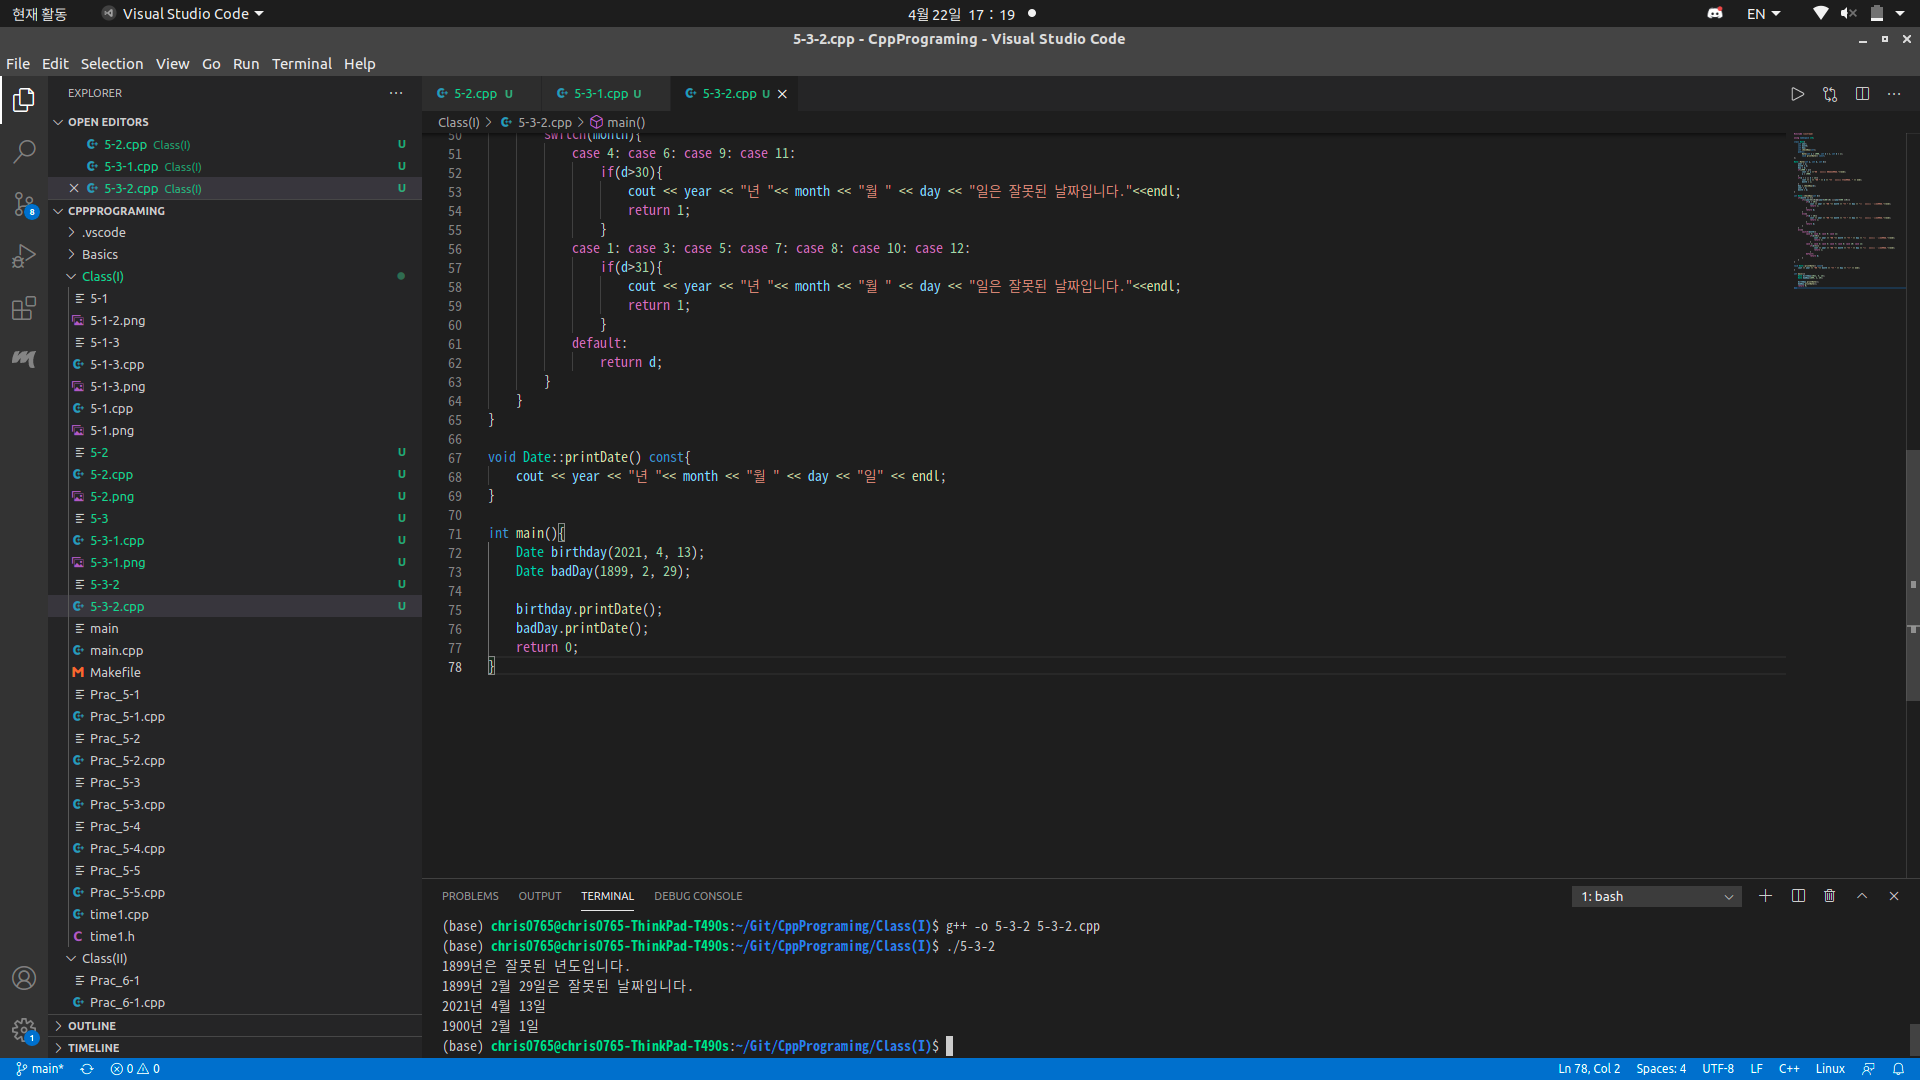 현재 활동
Visual Studio Code
4월 22일 17 : 19
EN
5-3-2.cpp - CppPrograming - Visual Studio Code
File Edit Selection View Go Run Terminal Help
EXPLORER
OPEN EDITORS
5-2.cpp Class(I) U
5-3-1.cpp Class(I) U
5-3-2.cpp Class(I) U
8
CPPPROGRAMING
.vscode
Basics
Class(I)
5-1
5-1-2.png
5-1-3
5-1-3.cpp
5-1-3.png
5-1.cpp
5-1.png
5-2 U
5-2.cpp U
5-2.png U
5-3 U
5-3-1.cpp U
5-3-1.png U
5-3-2 U
5-3-2.cpp U
main
main.cpp
Makefile
Prac_5-1
Prac_5-1.cpp
Prac_5-2
Prac_5-2.cpp
Prac_5-3
Prac_5-3.cpp
Prac_5-4
Prac_5-4.cpp
Prac_5-5
Prac_5-5.cpp
time1.cpp
time1.h
Class(II)
Prac_6-1
Prac_6-1.cpp
OUTLINE
1
TIMELINE
5-2.cpp U 5-3-1.cpp U 5-3-2.cpp U
Class(I) > 5-3-2.cpp > main()
50 switch(month){
51 case 4: case 6: case 9: case 11:
52 if(d>30){
53 cout << year << "년 "<< month << "월 " << day << "일은 잘못된 날짜입니다."<<endl;
54 return 1;
55 }
56 case 1: case 3: case 5: case 7: case 8: case 10: case 12:
57 if(d>31){
58 cout << year << "년 "<< month << "월 " << day << "일은 잘못된 날짜입니다."<<endl;
59 return 1;
60 }
61 default:
62 return d;
63 }
64 }
65 }
66
67 void Date::printDate() const{
68 cout << year << "년 "<< month << "월 " << day << "일" << endl;
69 }
70
71 int main(){
72 Date birthday(2021, 4, 13);
73 Date badDay(1899, 2, 29);
74
75 birthday.printDate();
76 badDay.printDate();
77 return 0;
78 }
PROBLEMS OUTPUT TERMINAL DEBUG CONSOLE
1: bash
(base) chris0765@chris0765-ThinkPad-T490s:~/Git/CppPrograming/Class(I)$ g++ -o 5-3-2 5-3-2.cpp
(base) chris0765@chris0765-ThinkPad-T490s:~/Git/CppPrograming/Class(I)$ ./5-3-2
1899년은 잘못된 년도입니다.
1899년 2월 29일은 잘못된 날짜입니다.
2021년 4월 13일
1900년 2월 1일
(base) chris0765@chris0765-ThinkPad-T490s:~/Git/CppPrograming/Class(I)$
main* 0 0
Ln 78, Col 2 Spaces: 4 UTF-8 LF C++ Linux